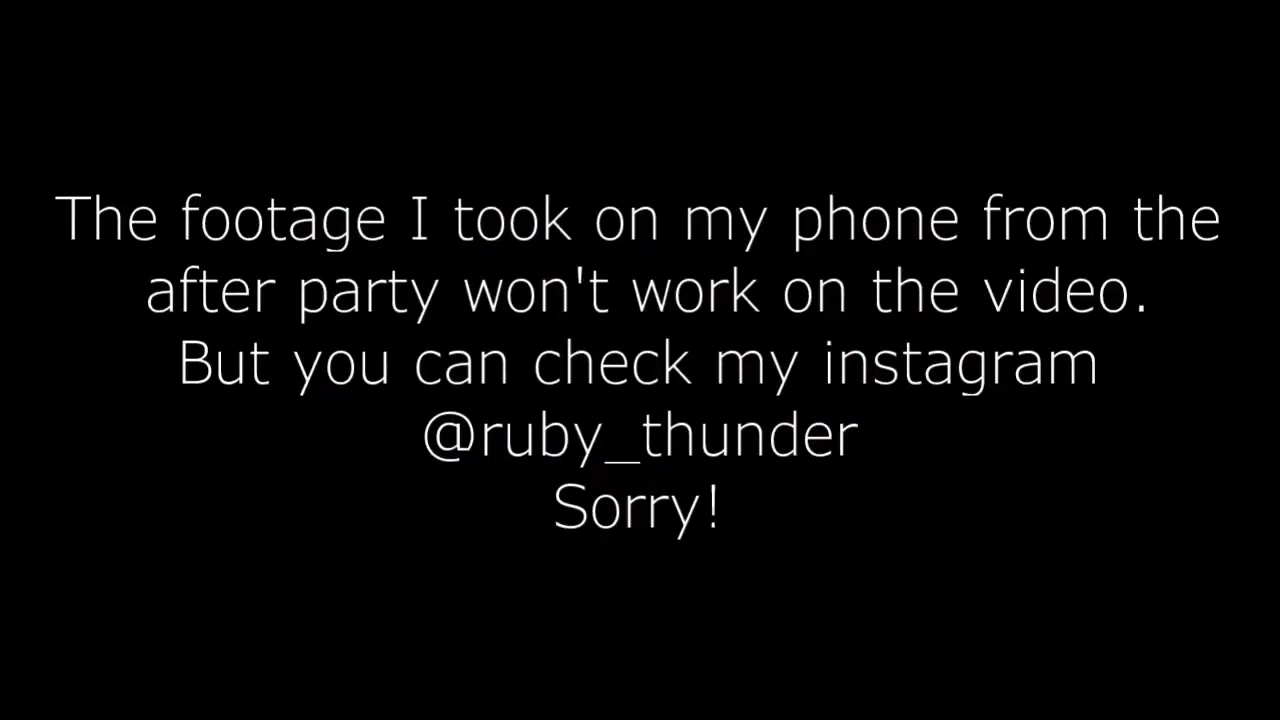 The footage I took on my phone from the
after party won't work on the video.
But you can check my instagram
@ruby_thunder
Sorry!